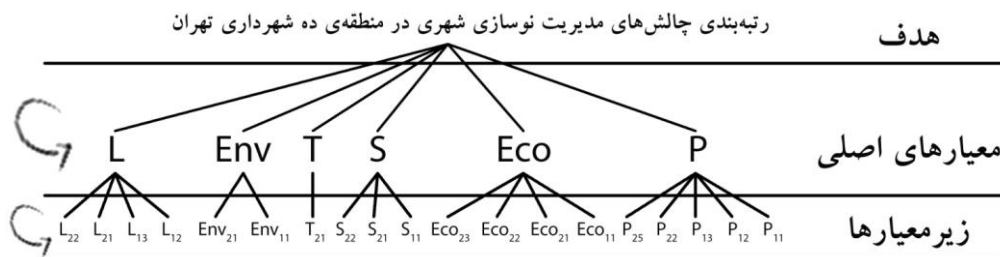 رتبه‌بندی چالش‌های مدیریت نوسازی شهری در منطقه‌ی ده شهرداری تهران
هدف
L Env T S Eco P
معیارهای اصلی
L22 L21 L13 L12 Env21 Env11 T21 S22 S21 S11 Eco23 Eco22 Eco21 Eco11 P25 P22 P13 P12 P11
زیرمعیارها